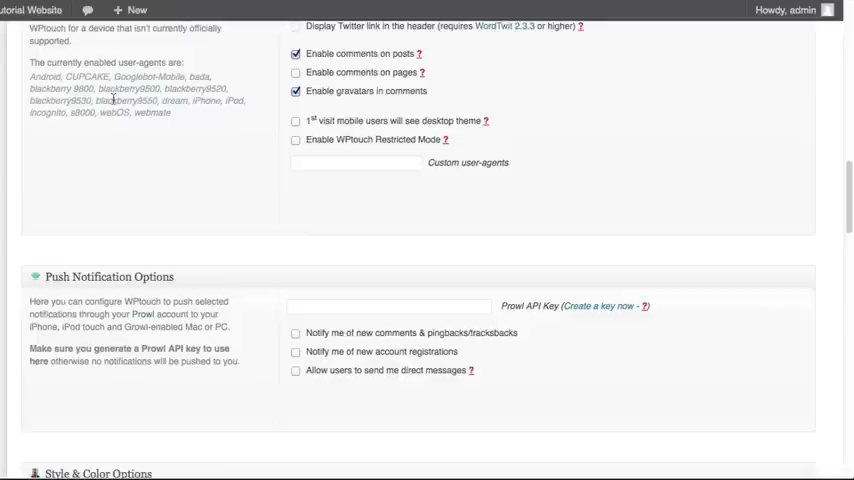 utorial Website
New
Howdy, admin
WPtouch for a device that isn't currently officially
supported.
The currently enabled user-agents are:
Android, CUPCAKE, Googlebot-Mobile, bada,
blackberry 9800, blackberry9500, blackberry9520,
blackberry9530, blackberry9550, dream, iPhone, iPod,
incognito, s8000, webOS, webmate
Display Twitter link in the header (requires WordTwit 2.3.3 or higher) ?
Enable comments on posts ?
Enable comments on pages ?
Enable gravatars in comments
1st visit mobile users will see desktop theme ?
Enable WPtouch Restricted Mode ?
Custom user-agents
Push Notification Options
Here you can configure WPtouch to push selected
notifications through your Prowl account to your
iPhone, iPod touch and Growl-enabled Mac or PC.
Make sure you generate a Prowl API key to use
here otherwise no notifications will be pushed to you.
Prowl API Key (Create a key now - ?)
Notify me of new comments & pingbacks/tracksbacks
Notify me of new account registrations
Allow users to send me direct messages ?
Style & Color Options